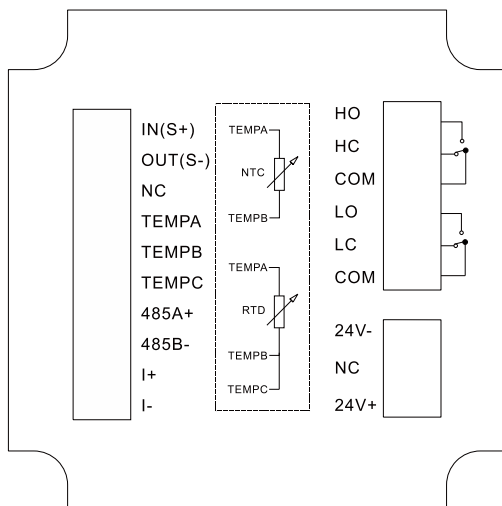 IN(S+)
OUT(S-)
NC
TEMPA
TEMPB
TEMPC
485A+
485B-
I+
I-
TEMPA
NTC
TEMPB
TEMPA
RTD
TEMPB
TEMPC
HO
HC
COM
LO
LC
COM
24V-
NC
24V+